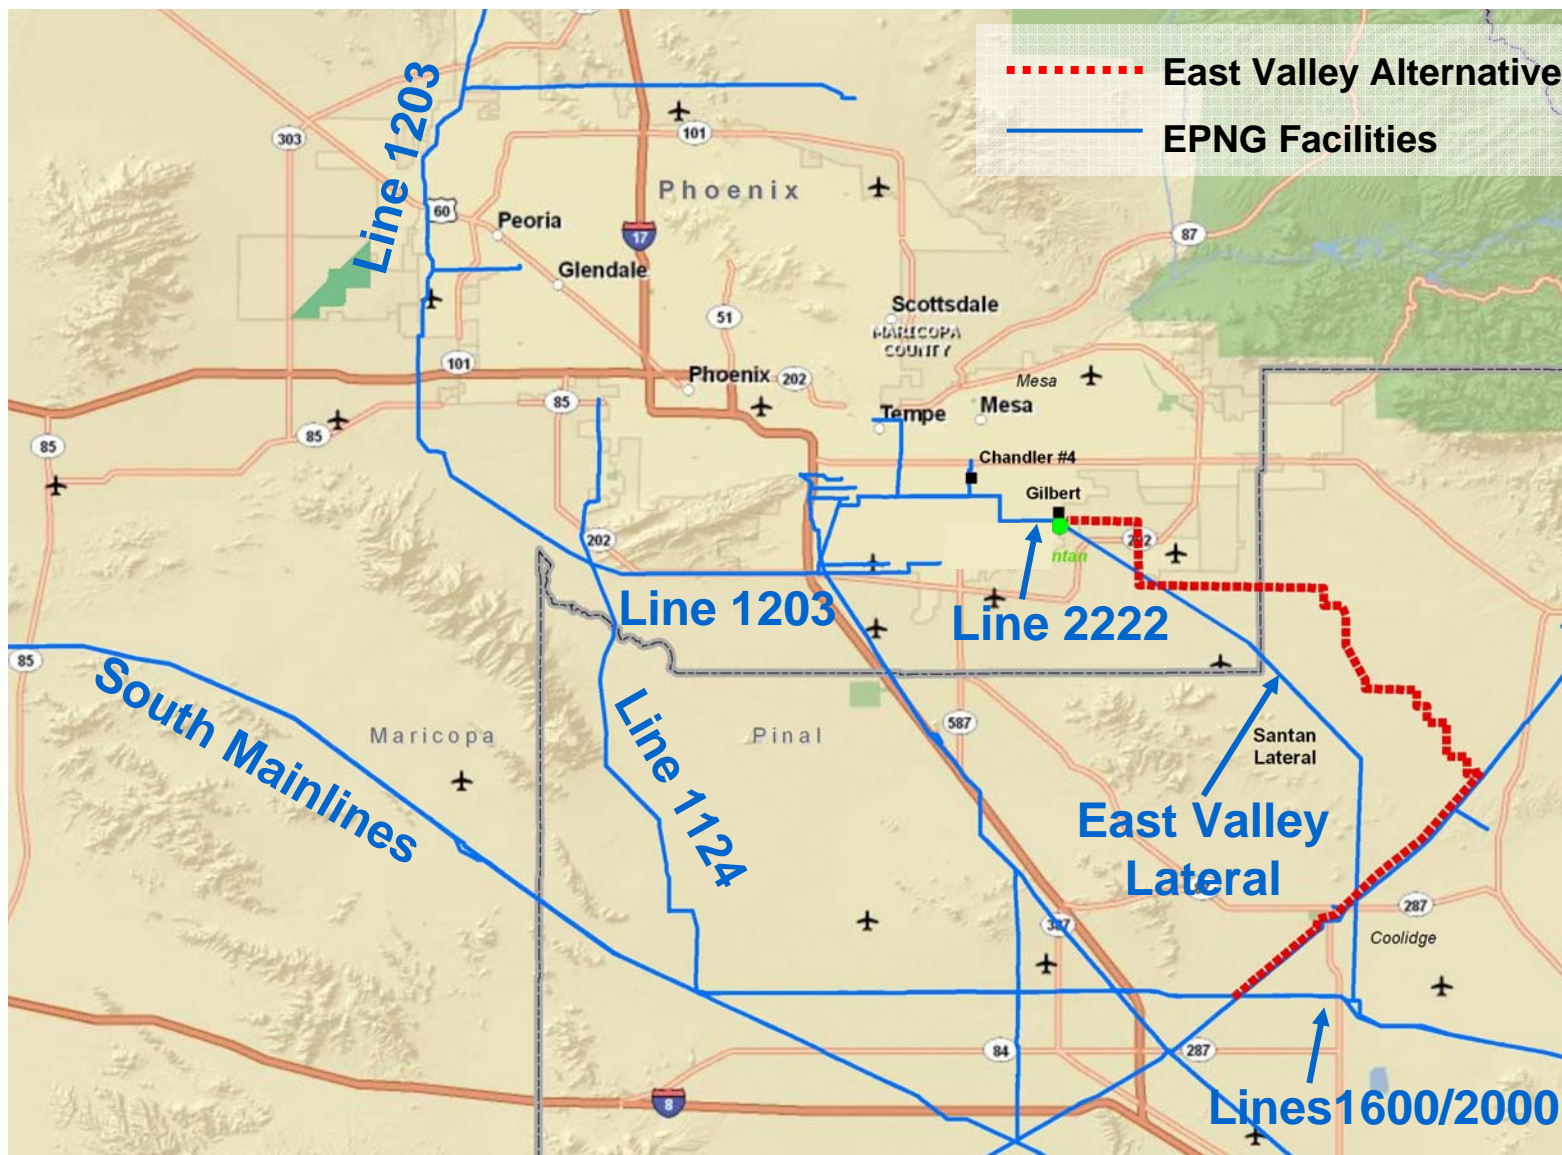 East Valley Alternative
EPNG Facilities
Line 1203
303
101
Phoenix
60
Peoria
17
87
Glendale
51
Scottsdale
MARICOPA
COUNTY
101
Phoenix
202
Mesa
85
Tempe
Mesa
85
85
Chandler #4
Gilbert
202
202
ntan
Line 1203
Line 2222
85
South Mainlines
Line 1124
Maricopa
Pinal
587
Santan
Lateral
East Valley
Lateral
287
387
Coolidge
84
287
8
Lines1600/2000